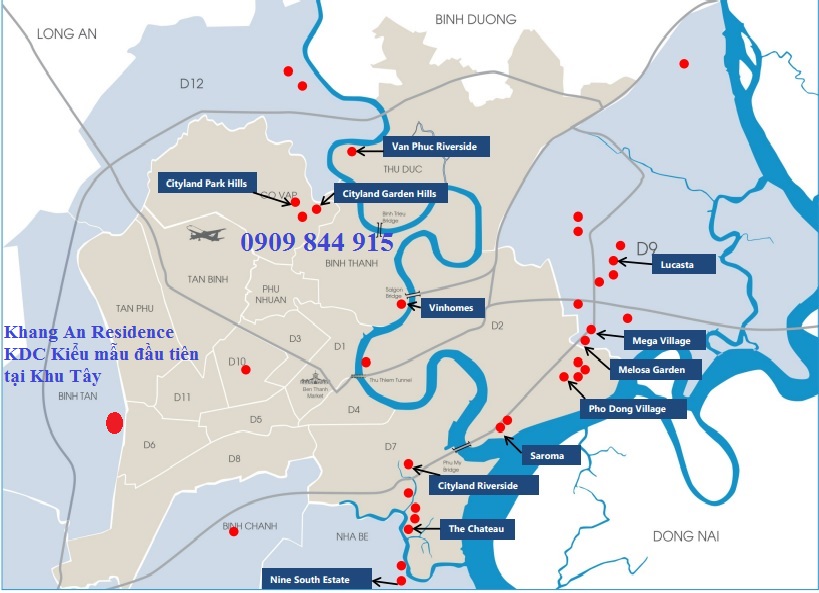 BINH DUONG
LONG AN
D12
Van Phuc Riverside
THU DUC
Cityland Park Hills
GO VAP
Cityland Garden Hills
Binh Trieu
Bridge
0909 844 915
D9
BINH THANH
Lucasta
TAN BINH
PHU
NHUAN
Saigon
Bridge
Vinhomes
TAN PHU
D2
Khang An Residence
KDC Kiểu mẫu đầu tiên
tại Khu Tây
D3
D1
Mega Village
D10
Melosa Garden
Thu Thiem Tunnel
Ben Thanh
Market
BINH TAN
D11
D4
Pho Dong Village
D5
D6
D7
D8
Saroma
Phu My
Bridge
Cityland Riverside
BINH CHANH
The Chateau
NHA BE
DONG NAI
Nine South Estate